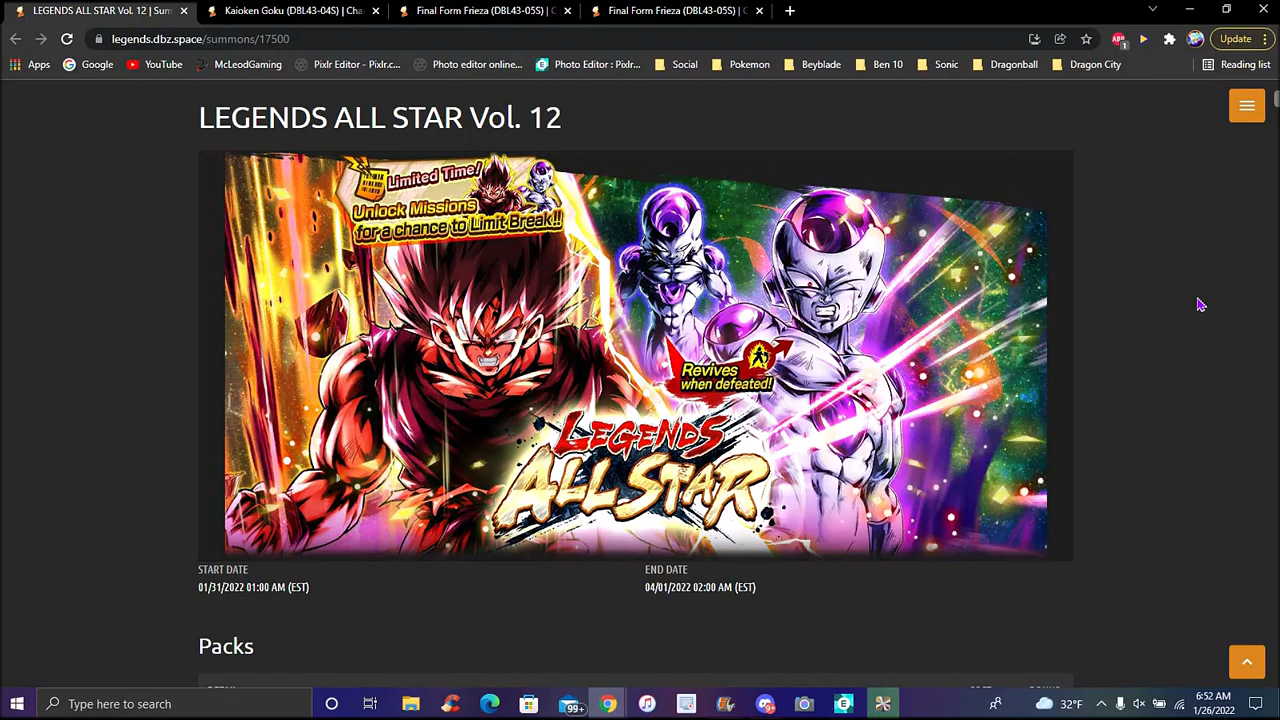 LEGENDS ALL STAR Vol. 12 | Sum
Kaioken Goku (DBL43-04S) | Cha
Final Form Frieza (DBL43-05S) | C
Final Form Frieza (DBL43-05S) | C
legends.dbz.space/summons/17500
ABP
1
Update
Apps
Google
YouTube
McLeodGaming
Pixlr Editor - Pixlr.c...
Photo editor online...
Photo Editor : Pixlr...
Social
Pokemon
Beyblade
Ben 10
Sonic
Dragonball
Dragon City
Reading list
LEGENDS ALL STAR Vol. 12
Limited Time!
Unlock Missions
for a chance to Limit Break!!
Revives
when defeated!
LEGENDS
ALL STAR
START DATE
01/31/2022 01:00 AM (EST)
END DATE
04/01/2022 02:00 AM (EST)
Packs
Type here to search
99+
32°F
6:52 AM
1/26/2022